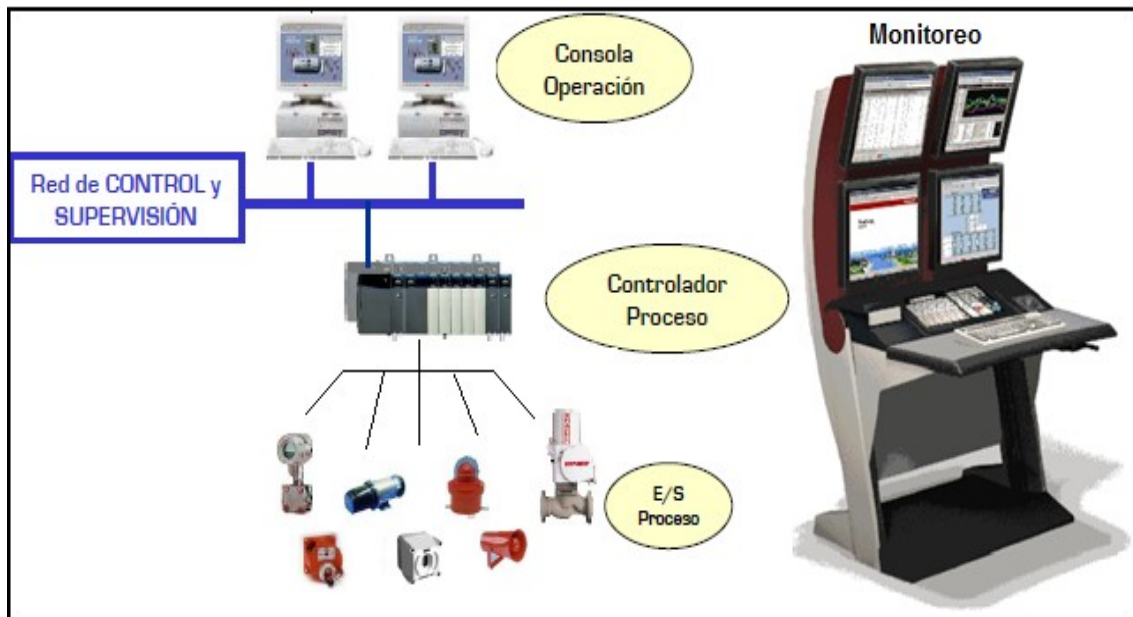 Consola
Operación
Monitoreo
Red de CONTROL y
SUPERVISIÓN
Controlador
Proceso
E/S
Proceso